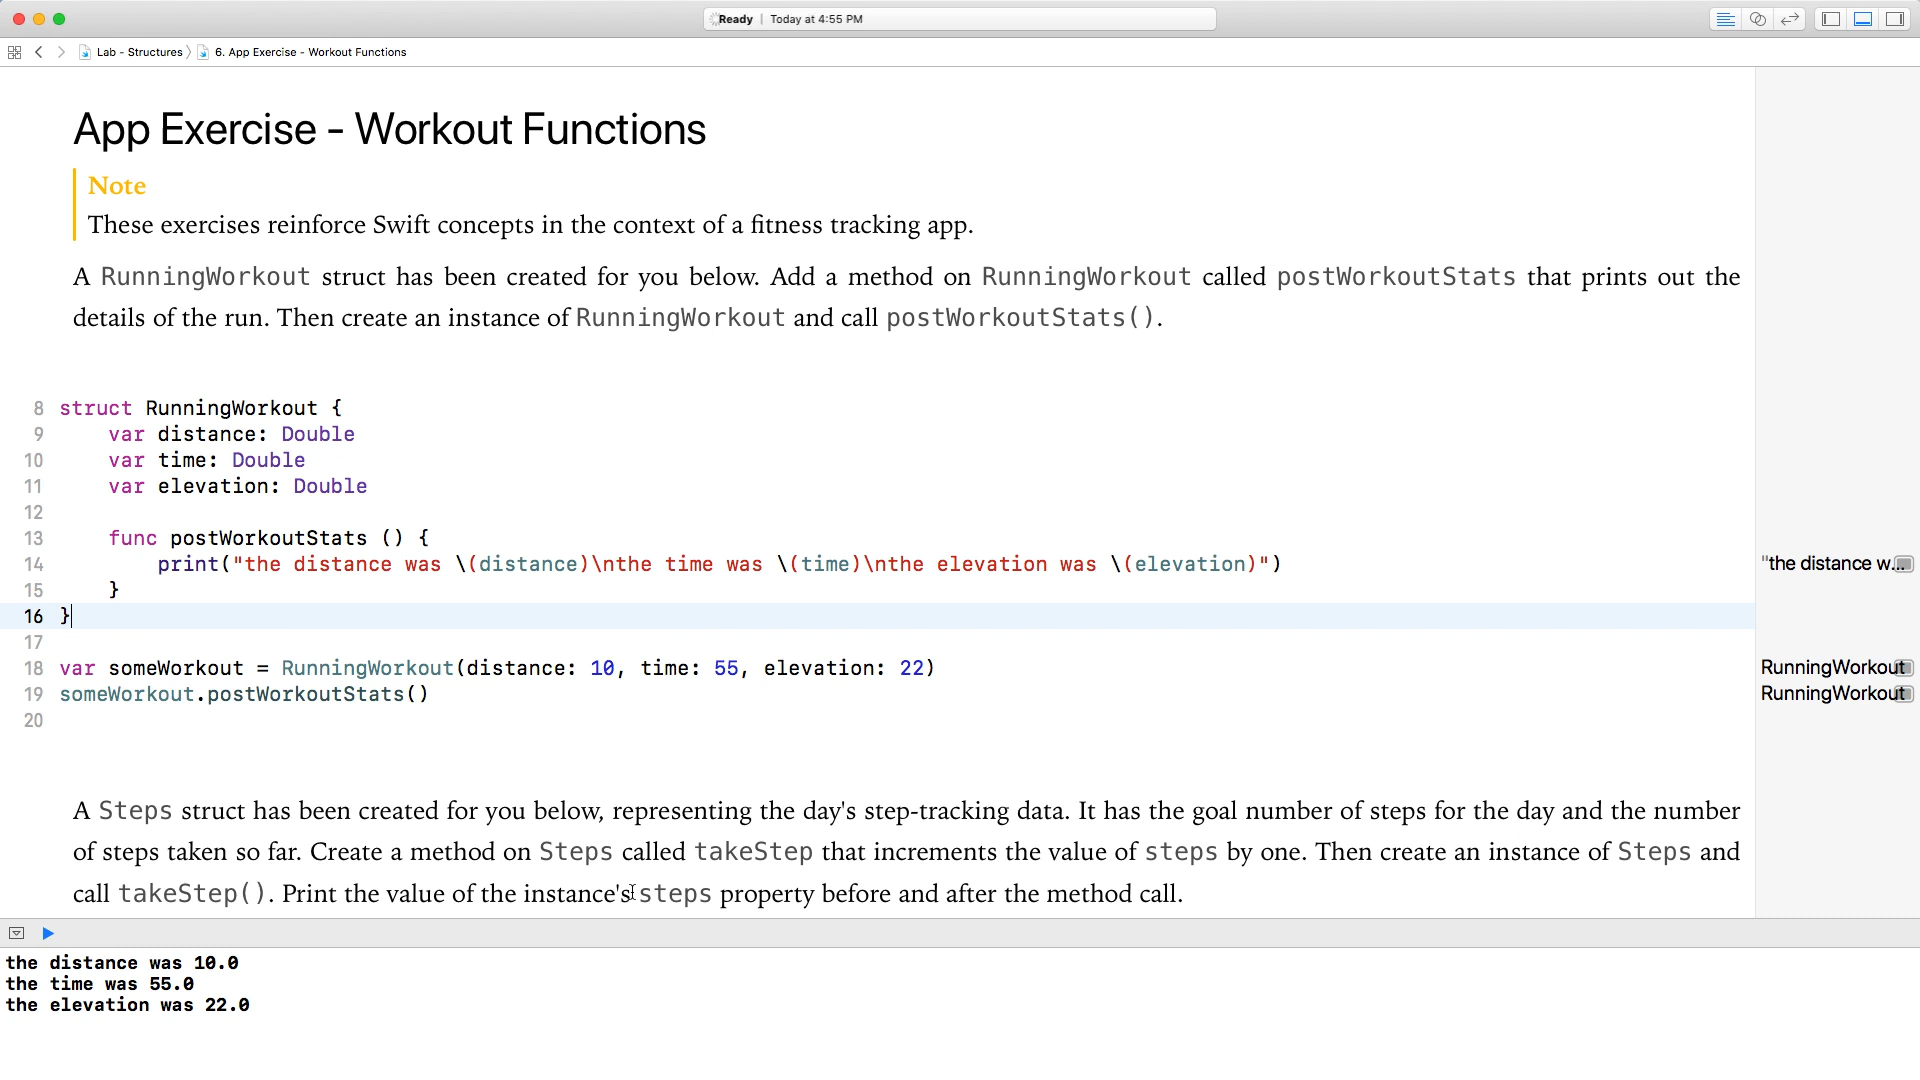 Ready | Today at 4:55 PM
Lab - Structures 〉 6. App Exercise - Workout Functions
App Exercise - Workout Functions
Note
These exercises reinforce Swift concepts in the context of a fitness tracking app.
A RunningWorkout struct has been created for you below. Add a method on RunningWorkout called postWorkoutStats that prints out the
details of the run. Then create an instance of RunningWorkout and call postWorkoutStats().
8 struct RunningWorkout {
9     var distance: Double
10     var time: Double
11     var elevation: Double
12
13     func postWorkoutStats () {
14         print("the distance was \(distance)\nthe time was \(time)\nthe elevation was \(elevation)") "the distance w...
15     }
16 }
17
18 var someWorkout = RunningWorkout(distance: 10, time: 55, elevation: 22) RunningWorkout
19 someWorkout.postWorkoutStats() RunningWorkout
20
A Steps struct has been created for you below, representing the day's step-tracking data. It has the goal number of steps for the day and the number
of steps taken so far. Create a method on Steps called takeStep that increments the value of steps by one. Then create an instance of Steps and
call takeStep(). Print the value of the instance's steps property before and after the method call.
the distance was 10.0
the time was 55.0
the elevation was 22.0